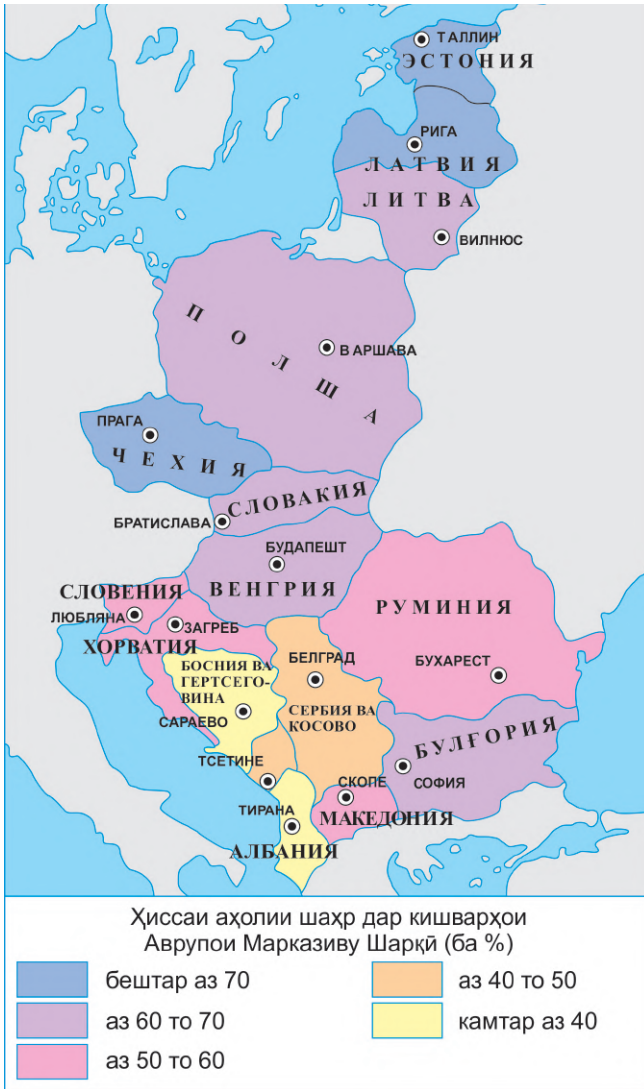 ТАЛЛИН
ЭСТОНИЯ
РИГА
ЛАТВИЯ
ЛИТВА
ВИЛНЮС
ПОЛША
ВАРШАВА
ПРАГА
ЧЕХИЯ
СЛОВАКИЯ
БРАТИСЛАВА
БУДАПЕШТ
ВЕНГРИЯ
СЛОВЕНИЯ
ЛЮБЛЯНА
ЗАГРЕБ
ХОРВАТИЯ
РУМИНИЯ
БУХАРЕСТ
БОСНИЯ ВА
ГЕРТСЕГО-
ВИНА
САРАЕВО
БЕЛГРАД
СЕРБИЯ ВА
КОСОВО
ТСЕТИНЕ
БУЛҒОРИЯ
СОФИЯ
СКОПЕ
МАКЕДОНИЯ
ТИРАНА
АЛБАНИЯ
Ҳиссаи аҳолии шаҳр дар кишварҳои
Аврупои Марказиву Шарқӣ (ба %)
бештар аз 70
аз 60 то 70
аз 50 то 60
аз 40 то 50
камтар аз 40